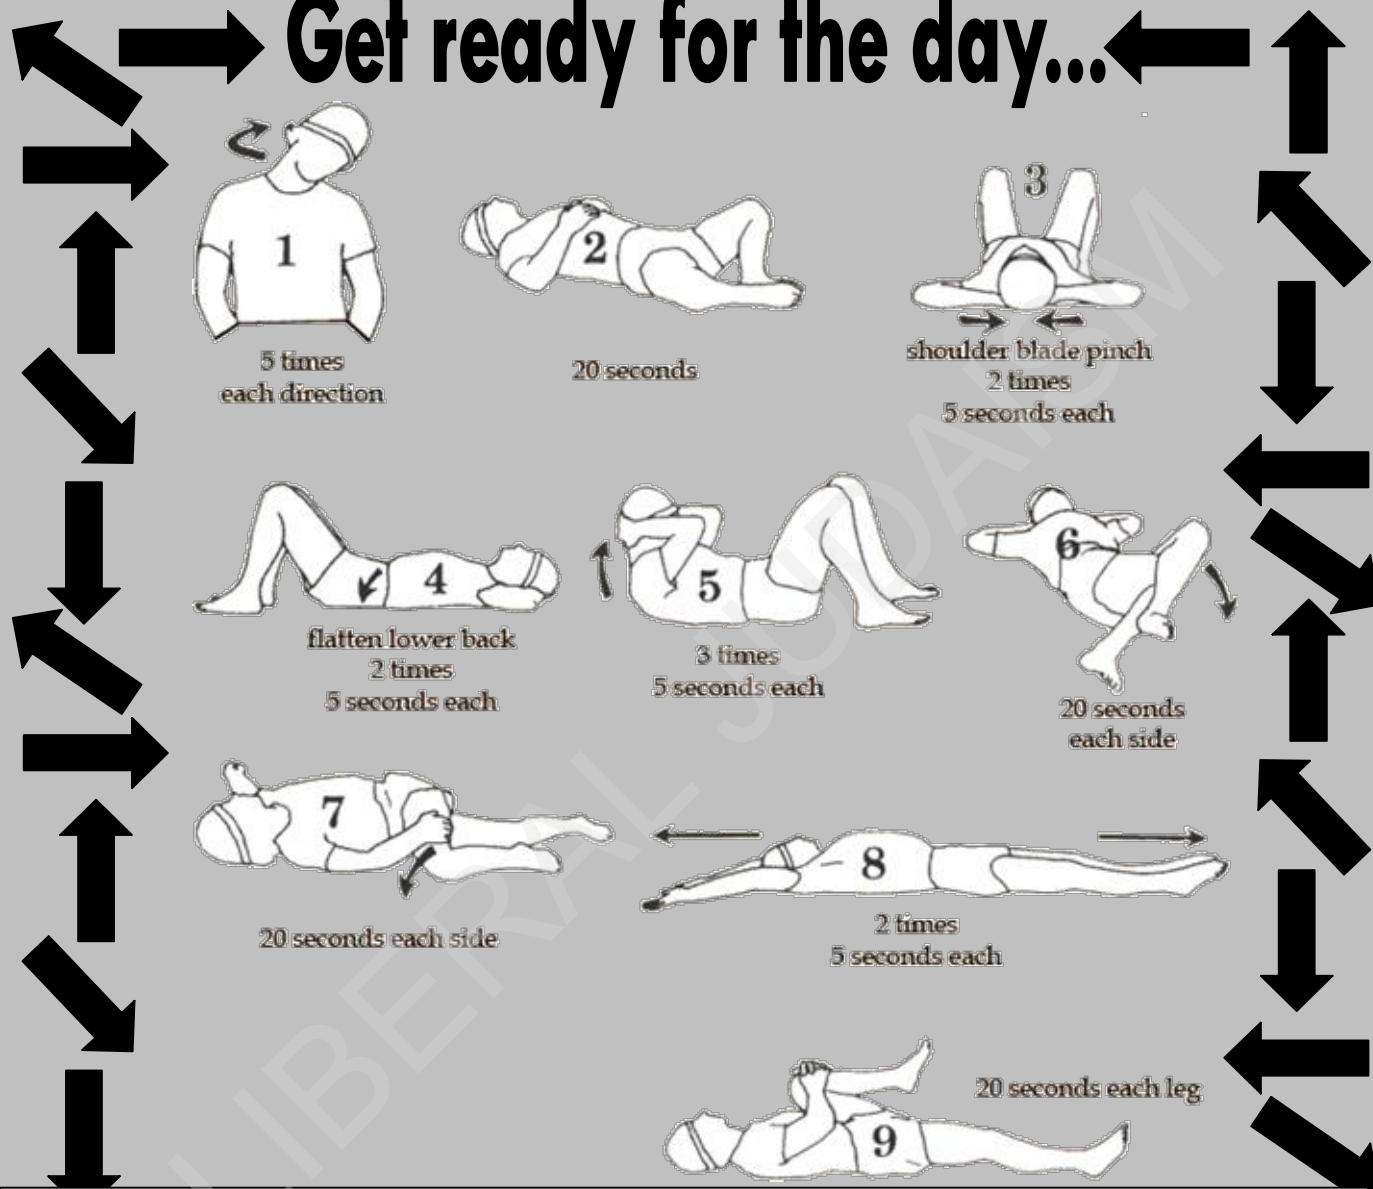 Get ready for the day...
1
5 times
each direction
2
20 seconds
3
shoulder blade pinch
2 times
5 seconds each
4
flatten lower back
2 times
5 seconds each
5
3 times
5 seconds each
6
20 seconds
each side
7
20 seconds each side
8
2 times
5 seconds each
9
20 seconds each leg
LIBERAL JUDAISM